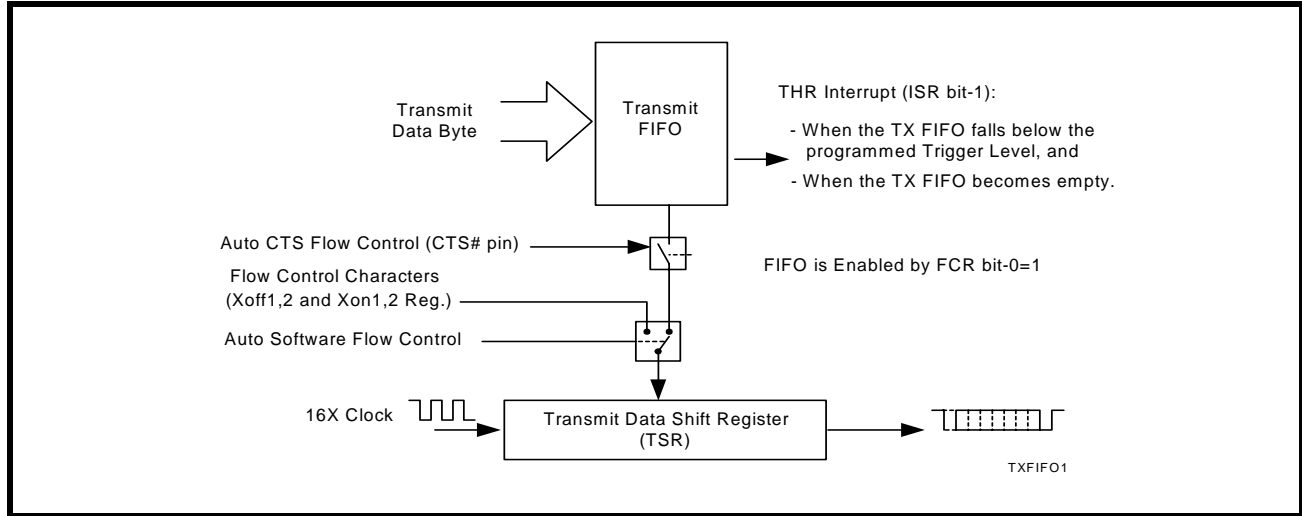 Transmit
Data Byte
Transmit
FIFO
THR Interrupt (ISR bit-1):
- When the TX FIFO falls below the
programmed Trigger Level, and
- When the TX FIFO becomes empty.
Auto CTS Flow Control (CTS# pin)
FIFO is Enabled by FCR bit-0=1
Flow Control Characters
(Xoff1,2 and Xon1,2 Reg.)
Auto Software Flow Control
16X Clock
Transmit Data Shift Register
(TSR)
TXFIFO1